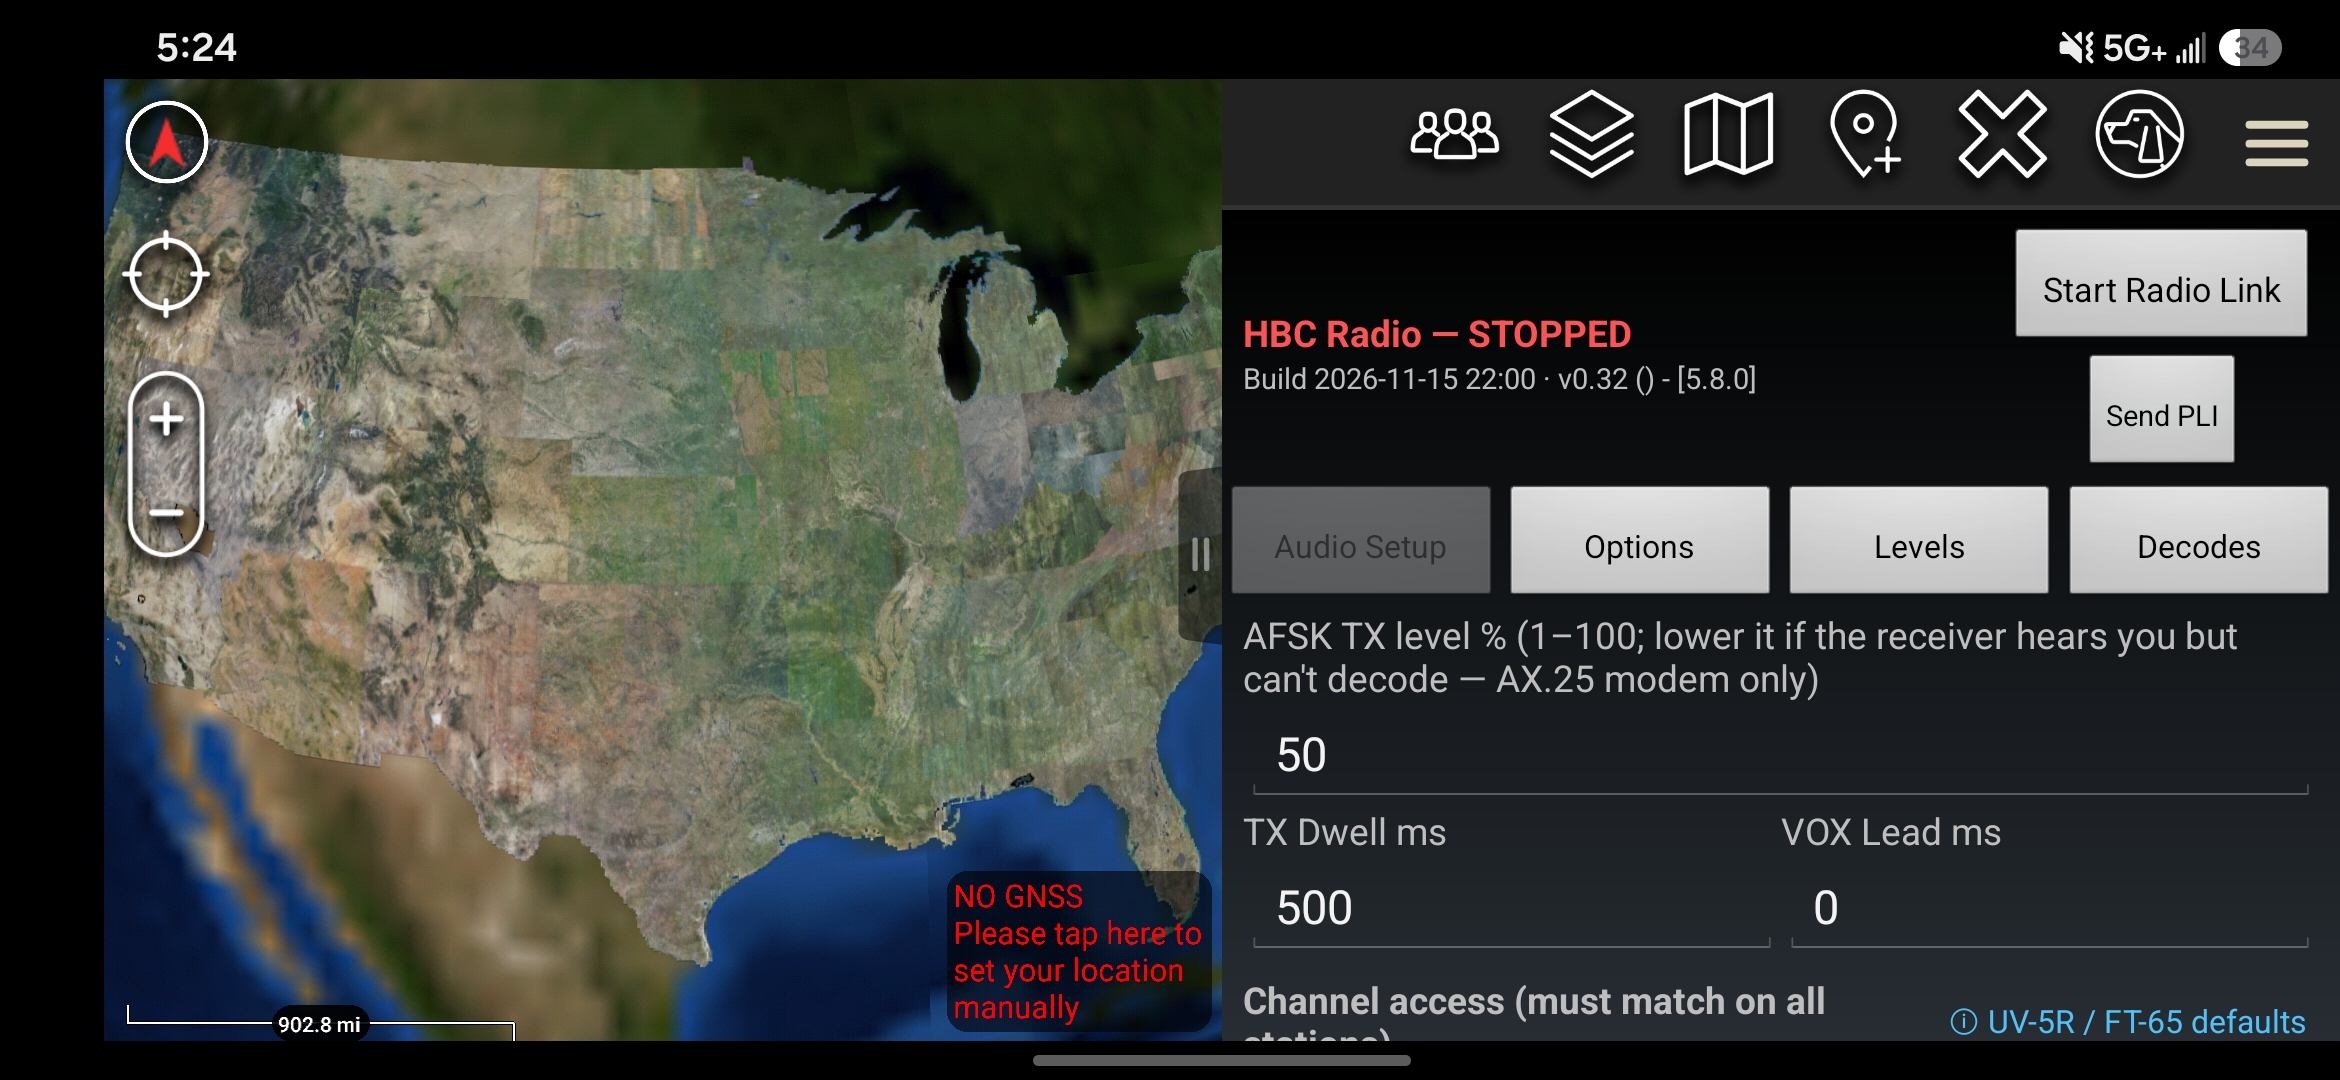 5:24
5G+
34
Start Radio Link
HBC Radio — STOPPED
Build 2026-11-15 22:00 · v0.32 () - [5.8.0]
Send PLI
Audio Setup
Options
Levels
Decodes
AFSK TX level % (1–100; lower it if the receiver hears you but
can't decode — AX.25 modem only)
50
TX Dwell ms
VOX Lead ms
500
0
Channel access (must match on all
stations)
UV-5R / FT-65 defaults
NO GNSS
Please tap here to
set your location
manually
902.8 mi